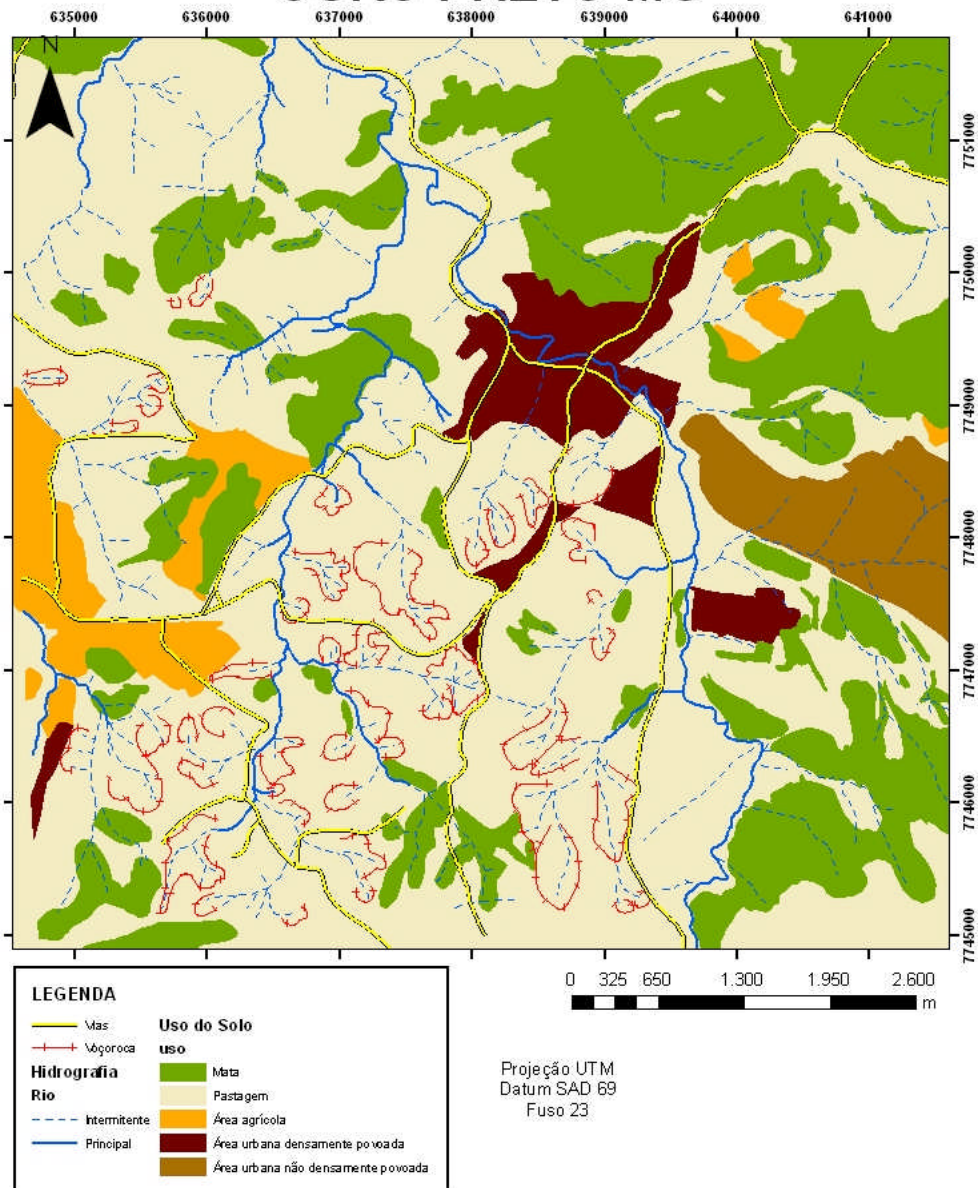 635000 636000 637000 638000 639000 640000 641000
N
7751000
7750000
7749000
7748000
7747000
7746000
7745000
LEGENDA
Vias
Voçoroca
Hidrografia
Rio
Intermitente
Principal
Uso do Solo
uso
Mata
Pastagem
Área agrícola
Área urbana densamente povoada
Área urbana não densamente povoada
0 325 650 1.300 1.950 2.600
m
Projeção UTM
Datum SAD 69
Fuso 23